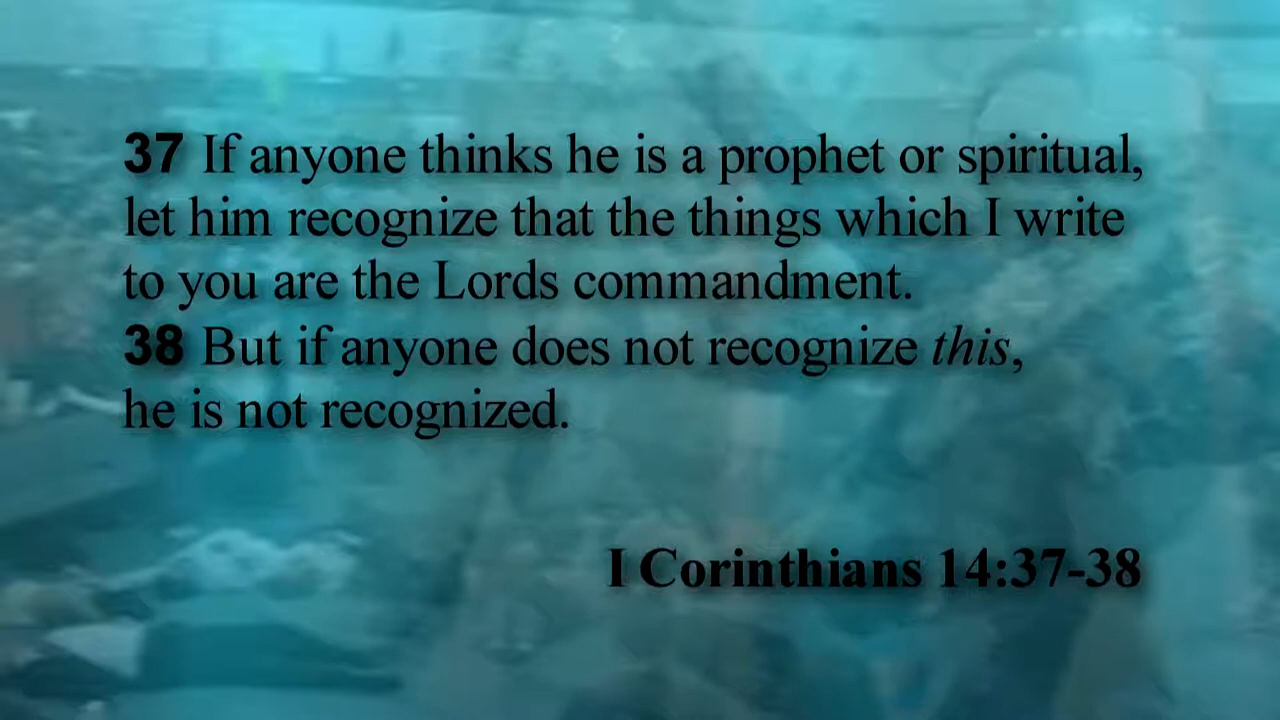 37 If anyone thinks he is a prophet or spiritual,
let him recognize that the things which I write
to you are the Lords commandment.
38 But if anyone does not recognize this,
he is not recognized.
I Corinthians 14:37-38